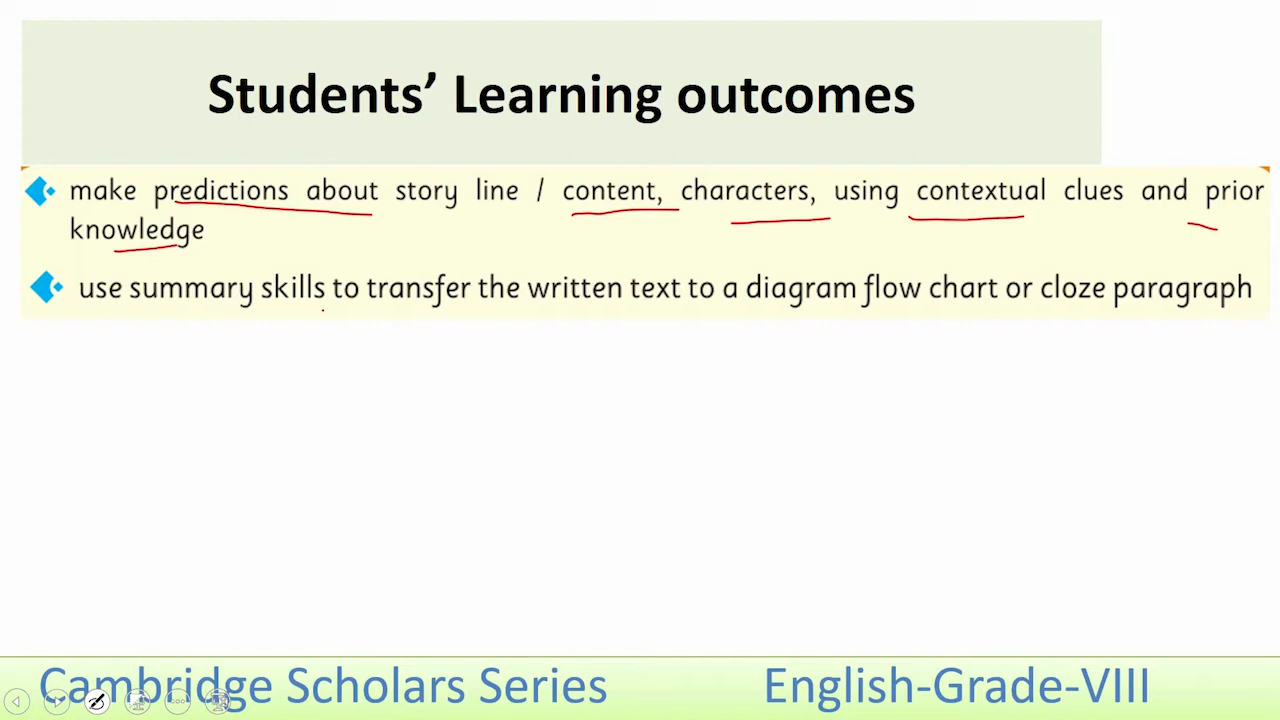 Students’ Learning outcomes
make predictions about story line / content, characters, using contextual clues and prior
knowledge
use summary skills to transfer the written text to a diagram flow chart or cloze paragraph
Cambridge Scholars Series English-Grade-VIII